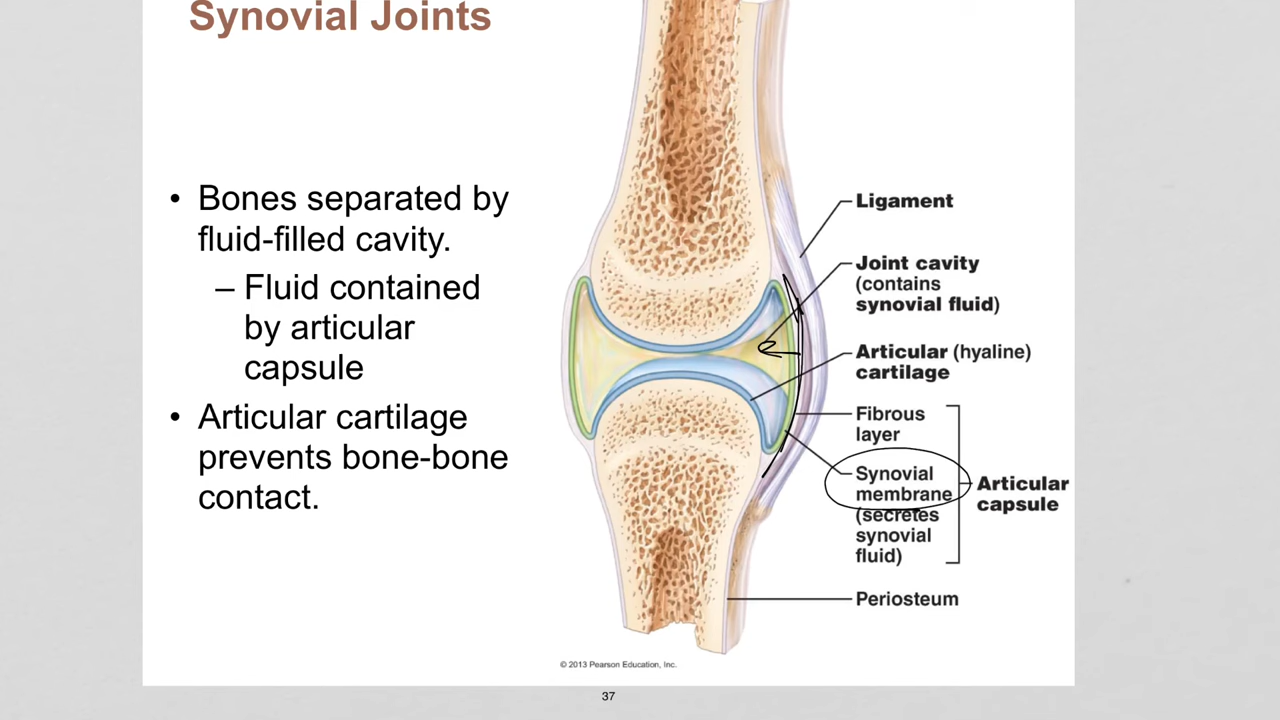 Synovial Joints
• Bones separated by
fluid-filled cavity.
– Fluid contained
by articular
capsule
• Articular cartilage
prevents bone-bone
contact.
Ligament
Joint cavity
(contains
synovial fluid)
Articular (hyaline)
cartilage
Fibrous
layer
Synovial
membrane
(secretes
synovial
fluid)
Articular
capsule
Periosteum
© 2013 Pearson Education, Inc.
37